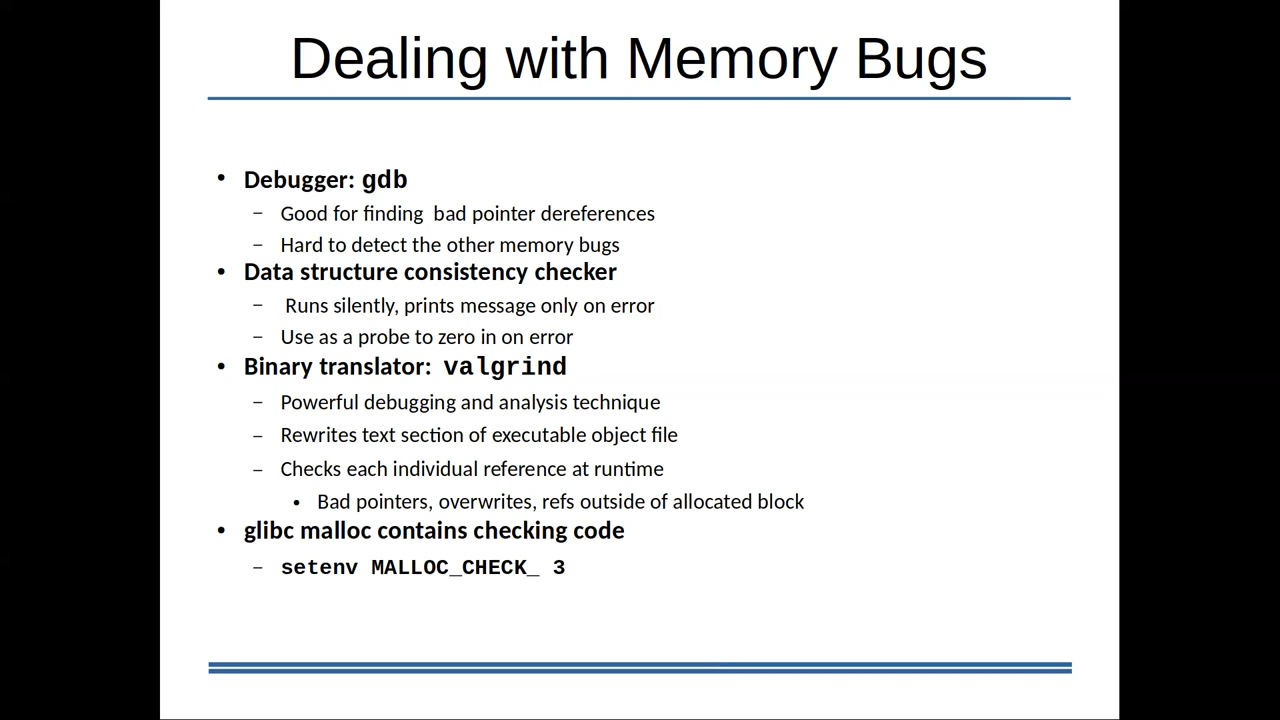 Dealing with Memory Bugs
• Debugger: gdb
– Good for finding bad pointer dereferences
– Hard to detect the other memory bugs
• Data structure consistency checker
– Runs silently, prints message only on error
– Use as a probe to zero in on error
• Binary translator: valgrind
– Powerful debugging and analysis technique
– Rewrites text section of executable object file
– Checks each individual reference at runtime
• Bad pointers, overwrites, refs outside of allocated block
• glibc malloc contains checking code
– setenv MALLOC_CHECK_ 3